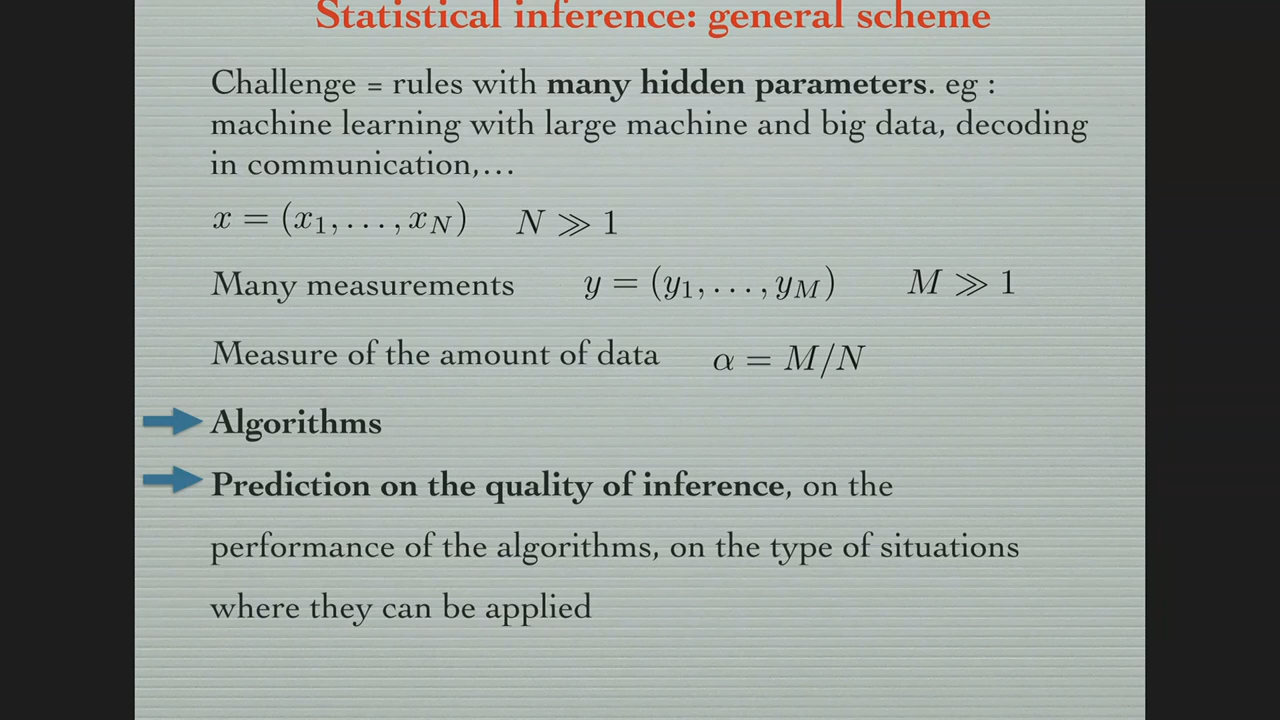 Statistical inference: general scheme
Challenge = rules with many hidden parameters. eg :
machine learning with large machine and big data, decoding
in communication,…
x = (x₁, . . . , x_N) N ≫ 1
Many measurements y = (y₁, . . . , y_M) M ≫ 1
Measure of the amount of data α = M/N
Algorithms
Prediction on the quality of inference, on the
performance of the algorithms, on the type of situations
where they can be applied